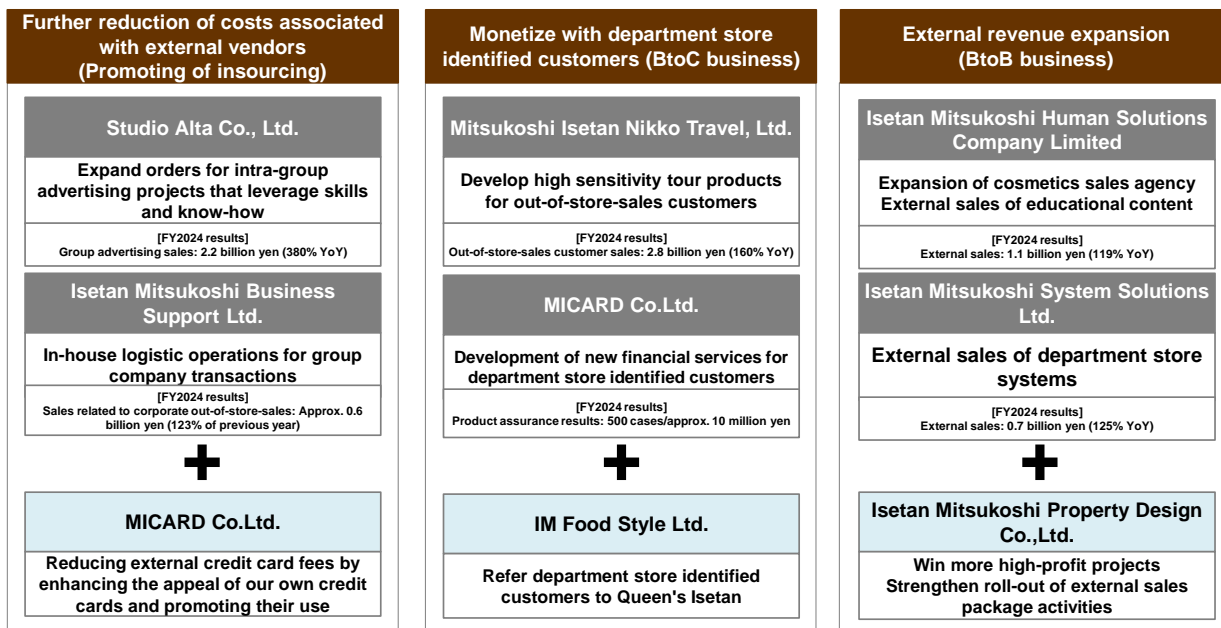 Further reduction of costs associated
with external vendors
(Promoting of insourcing)
Studio Alta Co., Ltd.
Expand orders for intra-group
advertising projects that leverage skills
and know-how
[FY2024 results]
Group advertising sales: 2.2 billion yen (380% YoY)
Isetan Mitsukoshi Business
Support Ltd.
In-house logistic operations for group
company transactions
[FY2024 results]
Sales related to corporate out-of-store-sales: Approx. 0.6
billion yen (123% of previous year)
+
MICARD Co.Ltd.
Reducing external credit card fees by
enhancing the appeal of our own credit
cards and promoting their use
Monetize with department store
identified customers (BtoC business)
Mitsukoshi Isetan Nikko Travel, Ltd.
Develop high sensitivity tour products
for out-of-store-sales customers
[FY2024 results]
Out-of-store-sales customer sales: 2.8 billion yen (160% YoY)
MICARD Co.Ltd.
Development of new financial services for
department store identified customers
[FY2024 results]
Product assurance results: 500 cases/approx. 10 million yen
+
IM Food Style Ltd.
Refer department store identified
customers to Queen's Isetan
External revenue expansion
(BtoB business)
Isetan Mitsukoshi Human Solutions
Company Limited
Expansion of cosmetics sales agency
External sales of educational content
[FY2024 results]
External sales: 1.1 billion yen (119% YoY)
Isetan Mitsukoshi System Solutions
Ltd.
External sales of department store
systems
[FY2024 results]
External sales: 0.7 billion yen (125% YoY)
+
Isetan Mitsukoshi Property Design
Co.,Ltd.
Win more high-profit projects
Strengthen roll-out of external sales
package activities